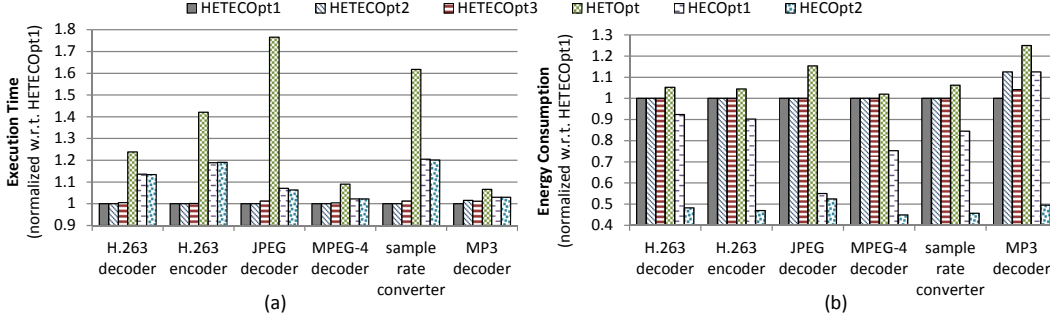 HETECOpt1 HETECOpt2 HETECOpt3 HETOpt HECOpt1 HECOpt2
Execution Time
(normalized w.r.t. HETECOpt1)
1.8
1.7
1.6
1.5
1.4
1.3
1.2
1.1
1
0.9
H.263 decoder
H.263 encoder
JPEG decoder
MPEG-4 decoder
sample rate converter
MP3 decoder
(a)
Energy Consumption
(normalized w.r.t. HETECOpt1)
1.3
1.2
1.1
1
0.9
0.8
0.7
0.6
0.5
0.4
H.263 decoder
H.263 encoder
JPEG decoder
MPEG-4 decoder
sample rate converter
MP3 decoder
(b)